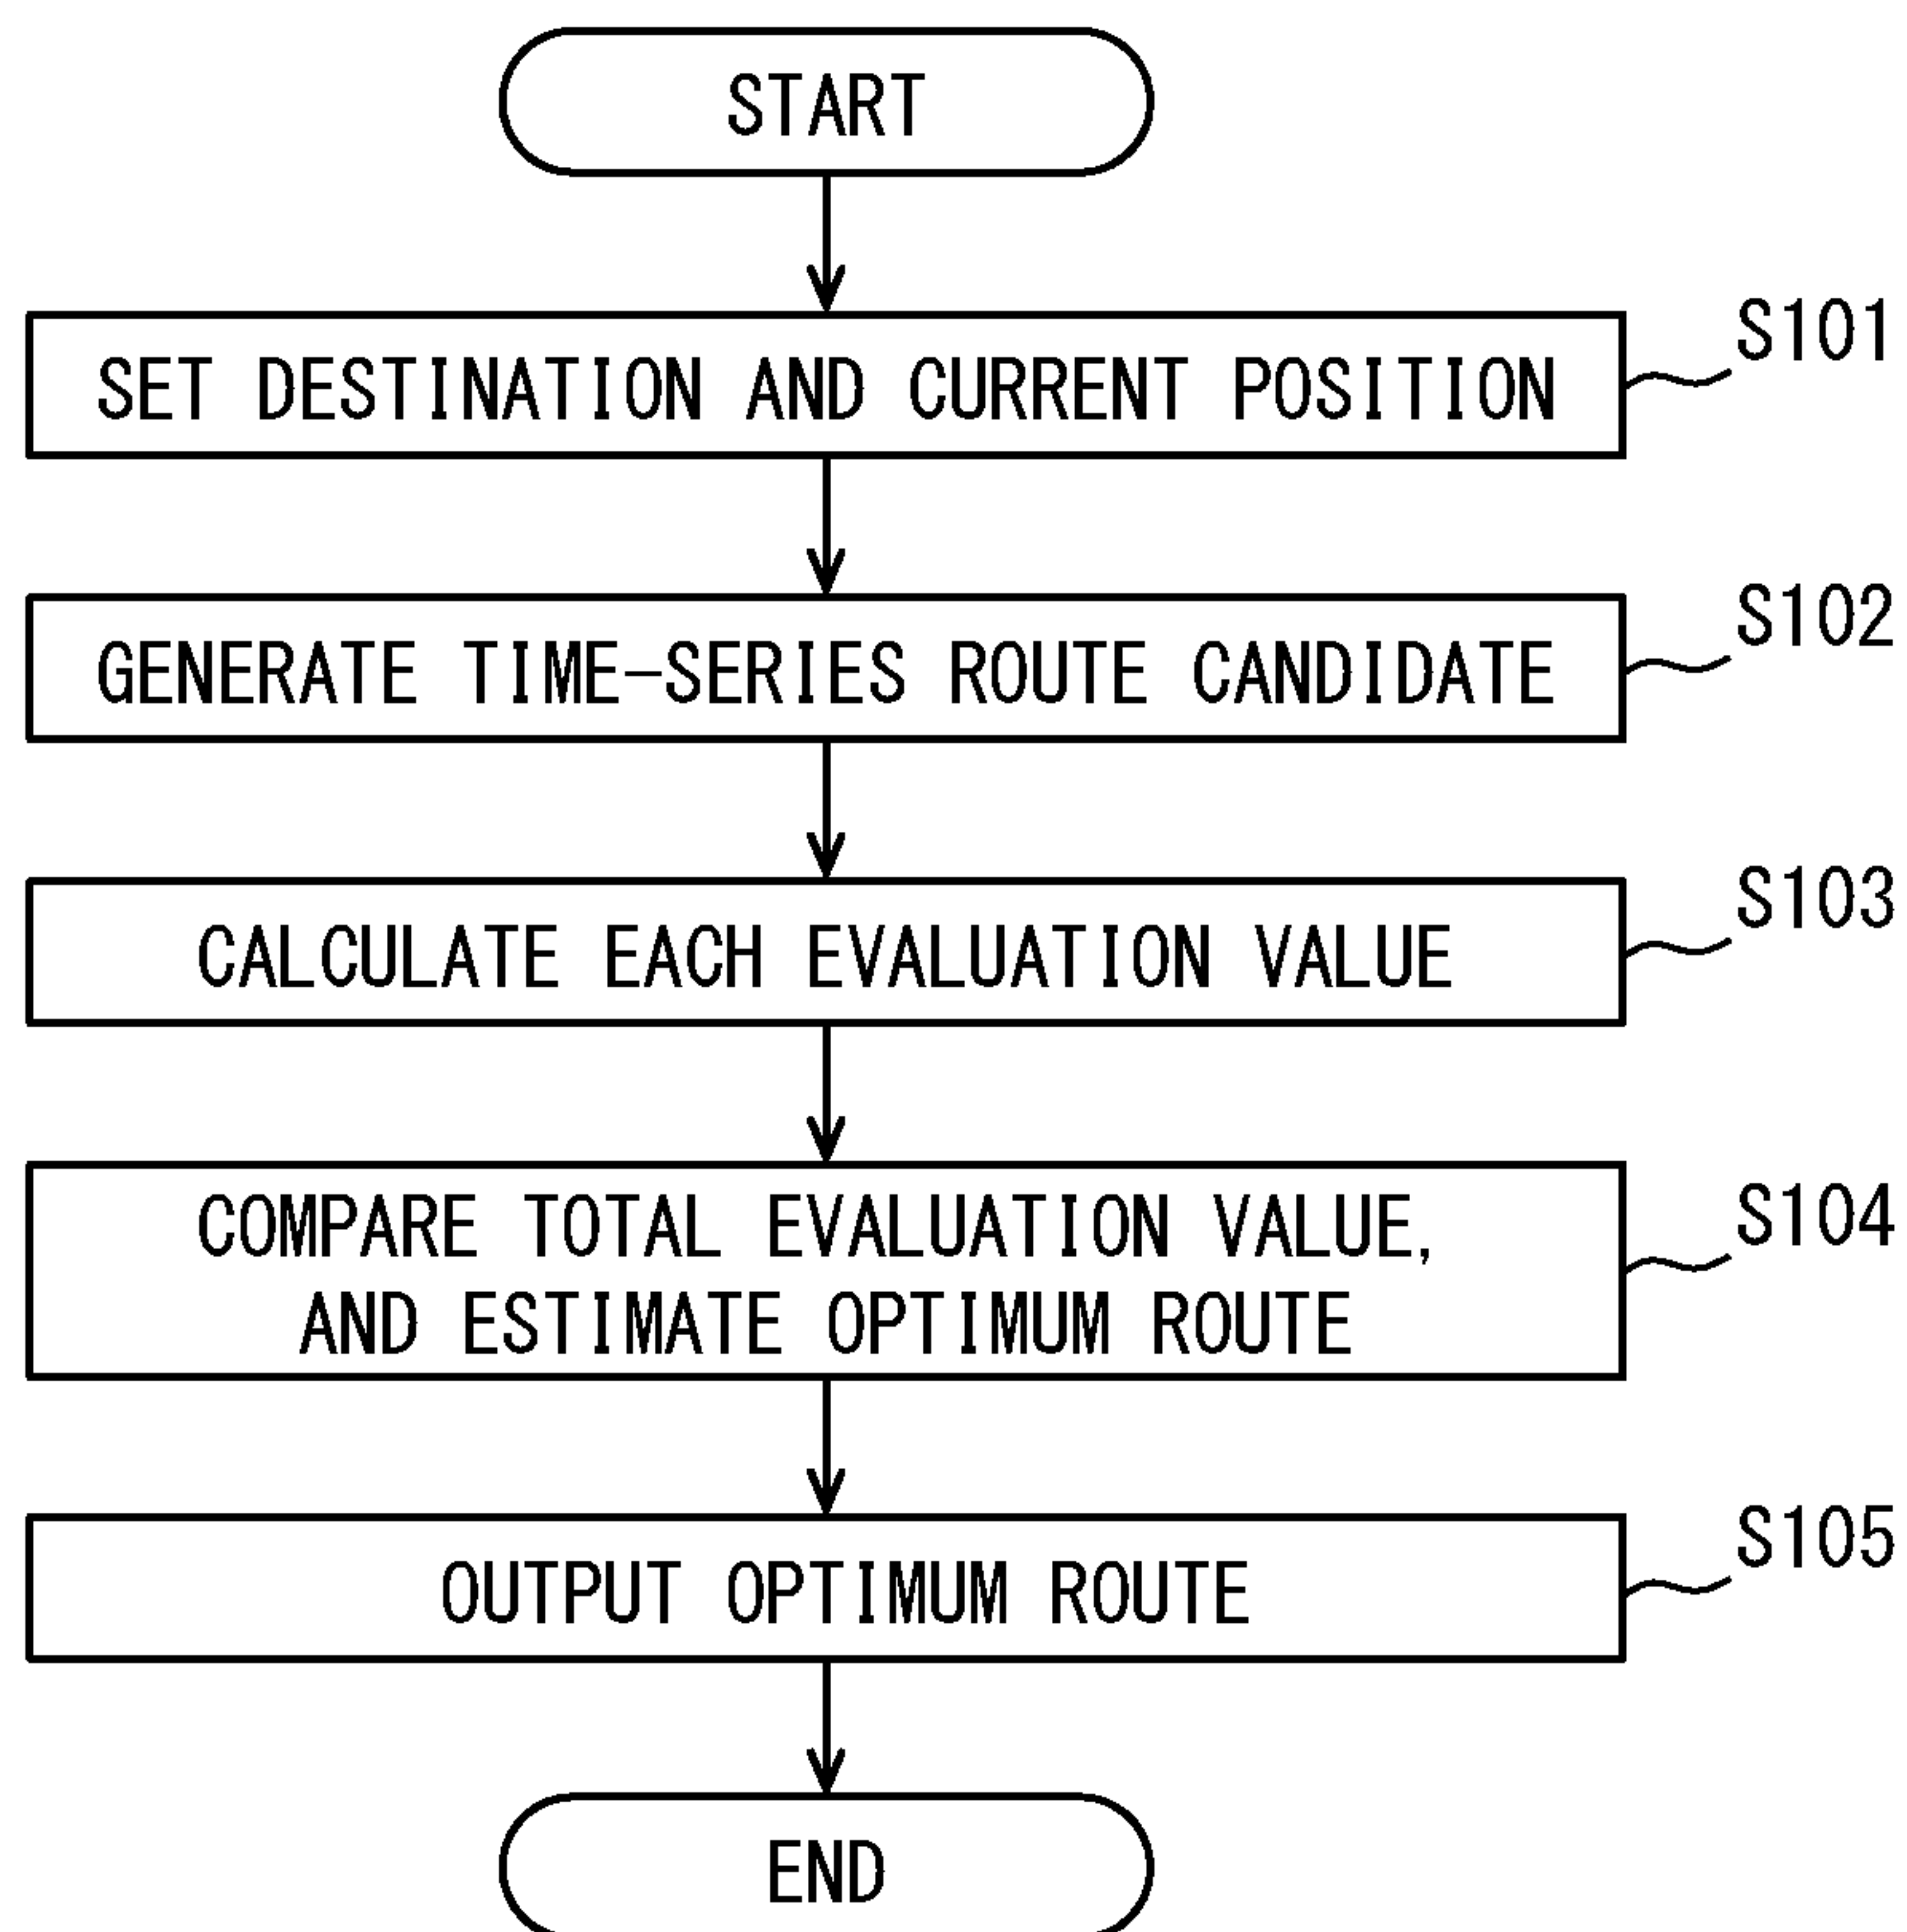 START
SET DESTINATION AND CURRENT POSITION
S101
GENERATE TIME-SERIES ROUTE CANDIDATE
S102
CALCULATE EACH EVALUATION VALUE
S103
COMPARE TOTAL EVALUATION VALUE,
AND ESTIMATE OPTIMUM ROUTE
S104
OUTPUT OPTIMUM ROUTE
S105
END